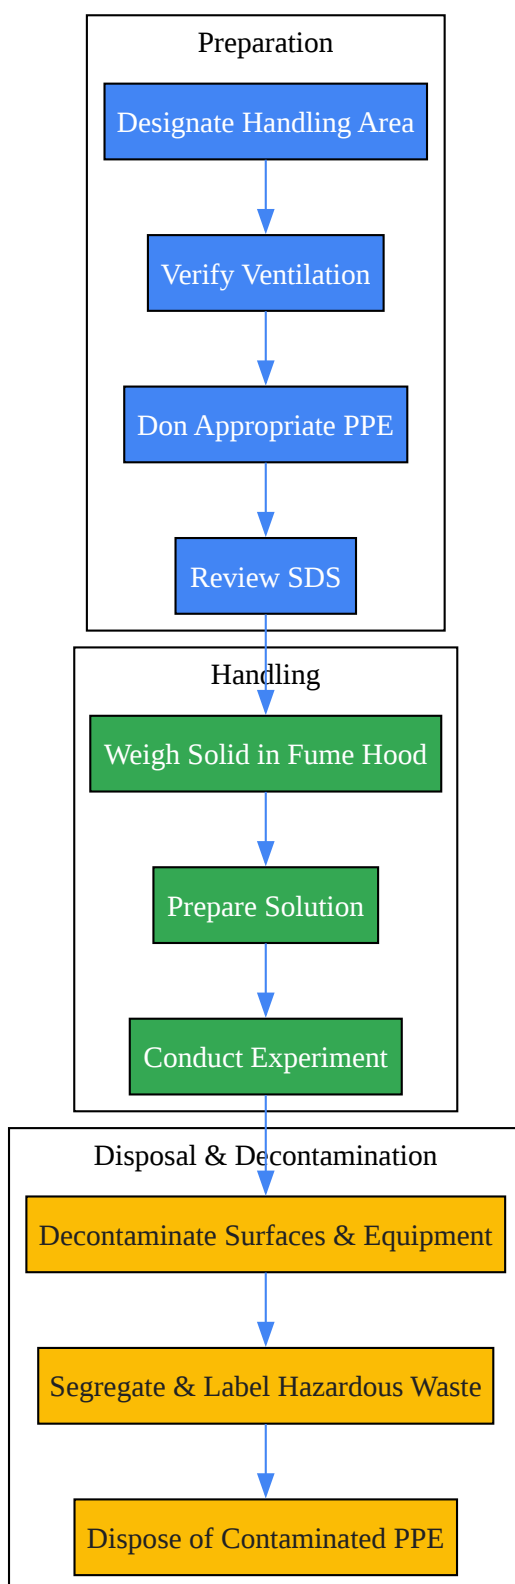 Preparation
Designate Handling Area
Verify Ventilation
Don Appropriate PPE
Review SDS
Handling
Weigh Solid in Fume Hood
Prepare Solution
Conduct Experiment
Disposal & Decontamination
Decontaminate Surfaces & Equipment
Segregate & Label Hazardous Waste
Dispose of Contaminated PPE